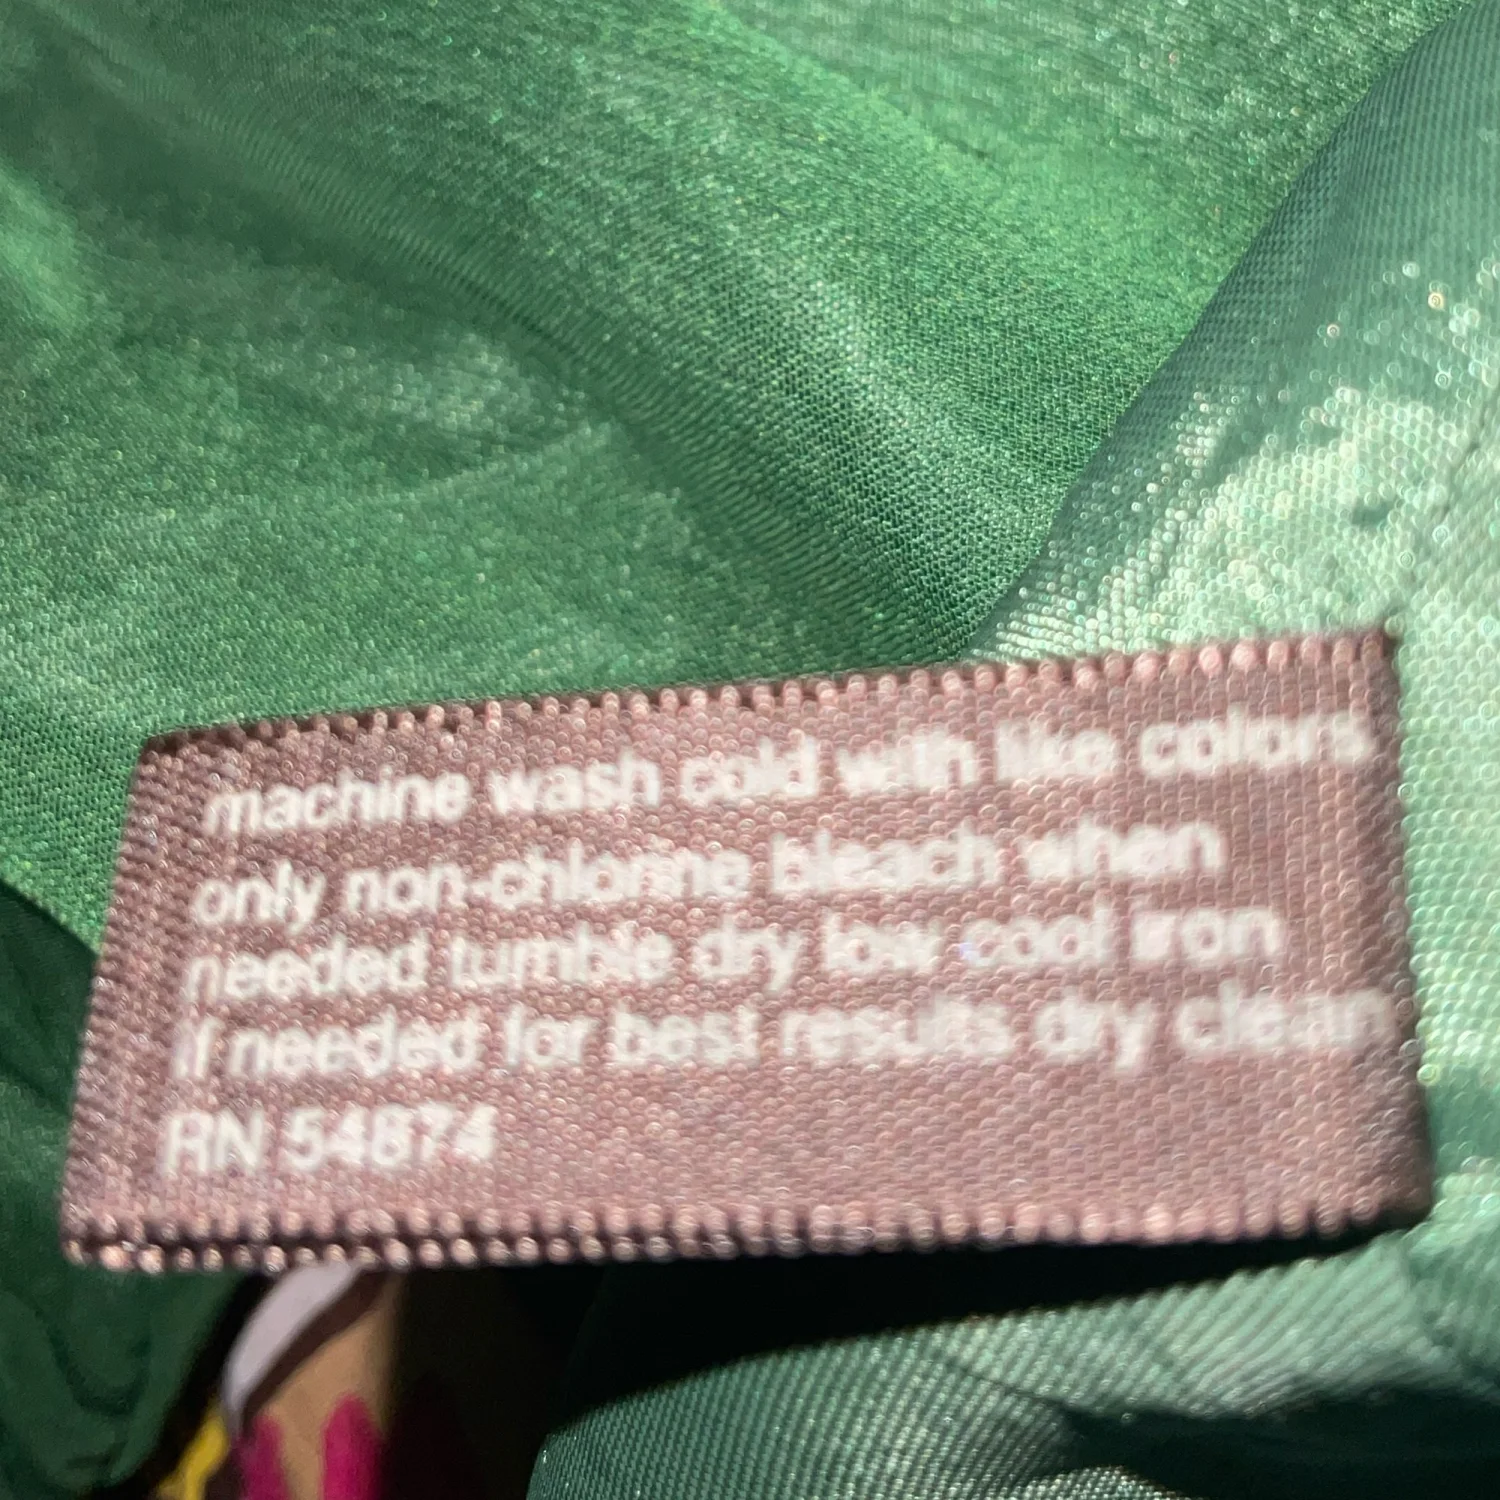 machine wash cold with like colors
only non-chlorine bleach when
needed tumble dry low cool iron
if needed for best results dry clean
RN 54874